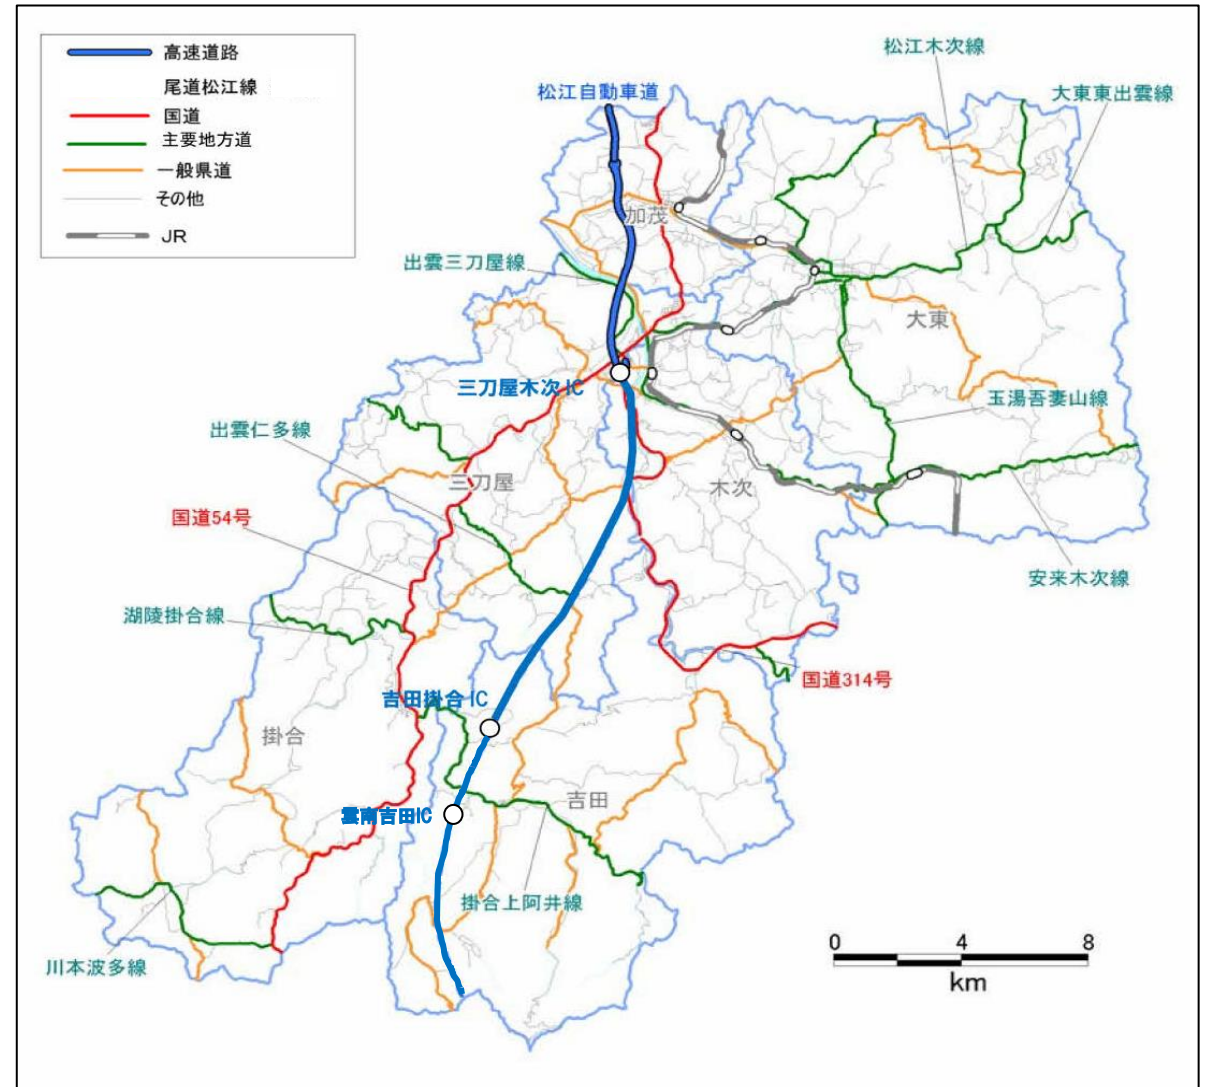 高速道路
尾道松江線
国道
主要地方道
一般県道
その他
JR
松江自動車道
松江木次線
大東東出雲線
加茂
出雲三刀屋線
大東
三刀屋木次IC
玉湯吾妻山線
出雲仁多線
三刀屋
木次
国道54号
安来木次線
湖陵掛合線
国道314号
吉田掛合IC
掛合
吉田
雲南吉田IC
掛合上阿井線
川本波多線
0 4 8
km